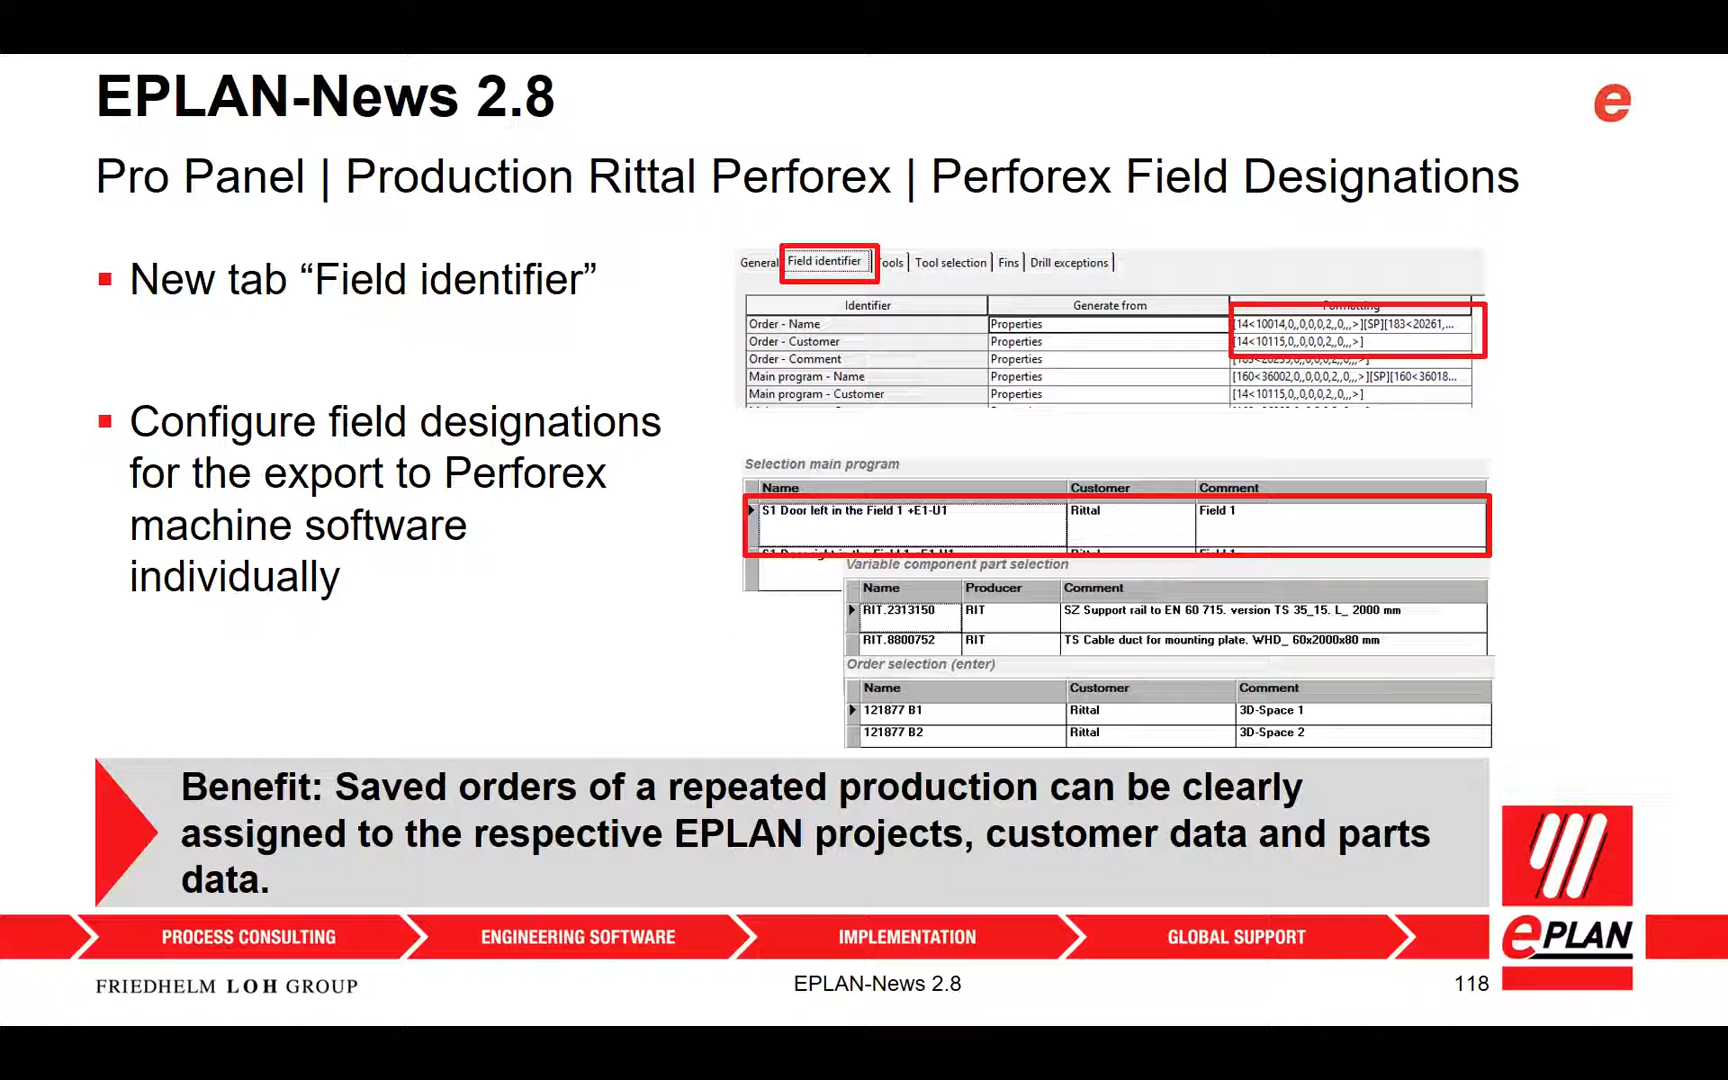 EPLAN-News 2.8
e
Pro Panel | Production Rittal Perforex | Perforex Field Designations
New tab “Field identifier”
Configure field designations
for the export to Perforex
machine software
individually
General Field identifier ools Tool selection Fins Drill exceptions
Identifier Generate from Formatting
Order - Name Properties [14<10014,0,,0,0,0,2,,0,,,>][SP][183<20261,...
Order - Customer Properties [14<10115,0,,0,0,0,2,,0,,,>]
Order - Comment Properties
Main program - Name Properties [160<36002,0,,0,0,0,2,,0,,,>][SP][160<36018...
Main program - Customer Properties [14<10115,0,,0,0,0,2,,0,,,>]
Selection main program
Name Customer Comment
S1 Door left in the Field 1 +E1-U1 Rittal Field 1
Variable component part selection
Name Producer Comment
RIT.2313150 RIT SZ Support rail to EN 60 715. version TS 35_15. L_ 2000 mm
RIT.8800752 RIT TS Cable duct for mounting plate. WHD_ 60x2000x80 mm
Order selection (enter)
Name Customer Comment
121877 B1 Rittal 3D-Space 1
121877 B2 Rittal 3D-Space 2
Benefit: Saved orders of a repeated production can be clearly
assigned to the respective EPLAN projects, customer data and parts
data.
PROCESS CONSULTING ENGINEERING SOFTWARE IMPLEMENTATION GLOBAL SUPPORT
ePLAN
FRIEDHELM LOH GROUP EPLAN-News 2.8 118